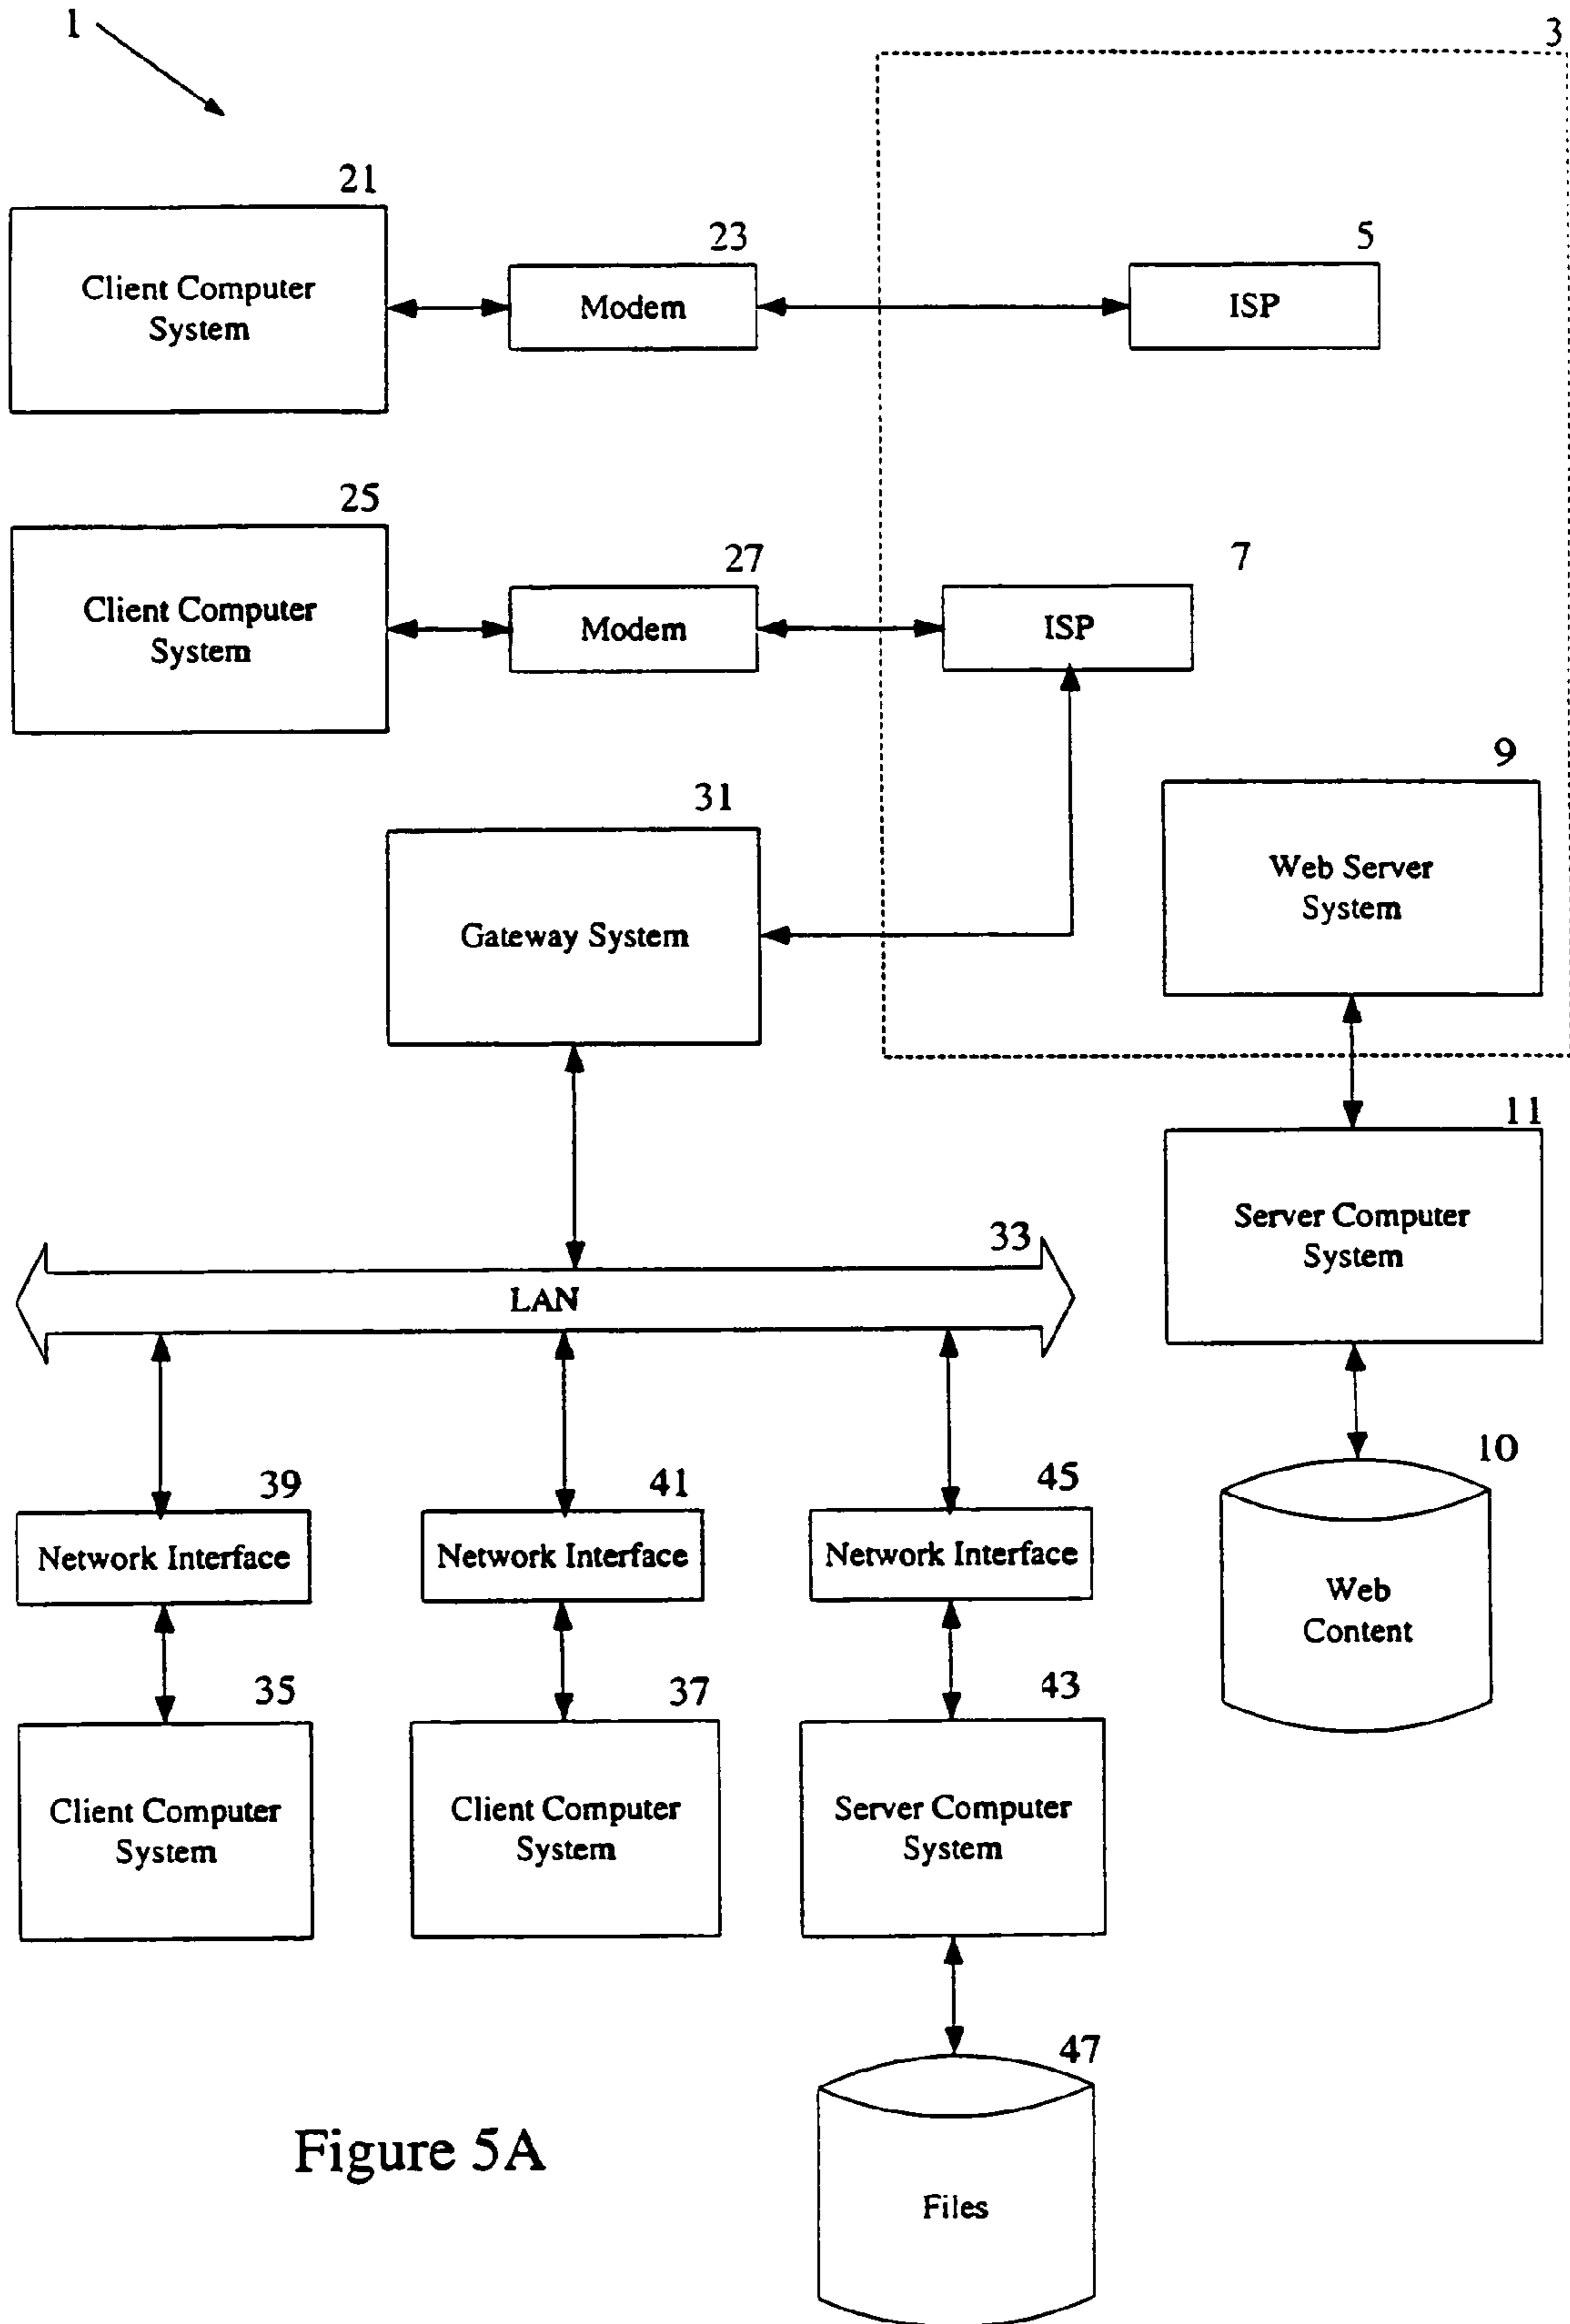 1
3
21
Client Computer
System
23
Modem
5
ISP
25
Client Computer
System
27
Modem
7
ISP
31
Gateway System
9
Web Server
System
11
Server Computer
System
33
LAN
10
Web
Content
39
Network Interface
41
Network Interface
45
Network Interface
35
Client Computer
System
37
Client Computer
System
43
Server Computer
System
47
Files
Figure 5A